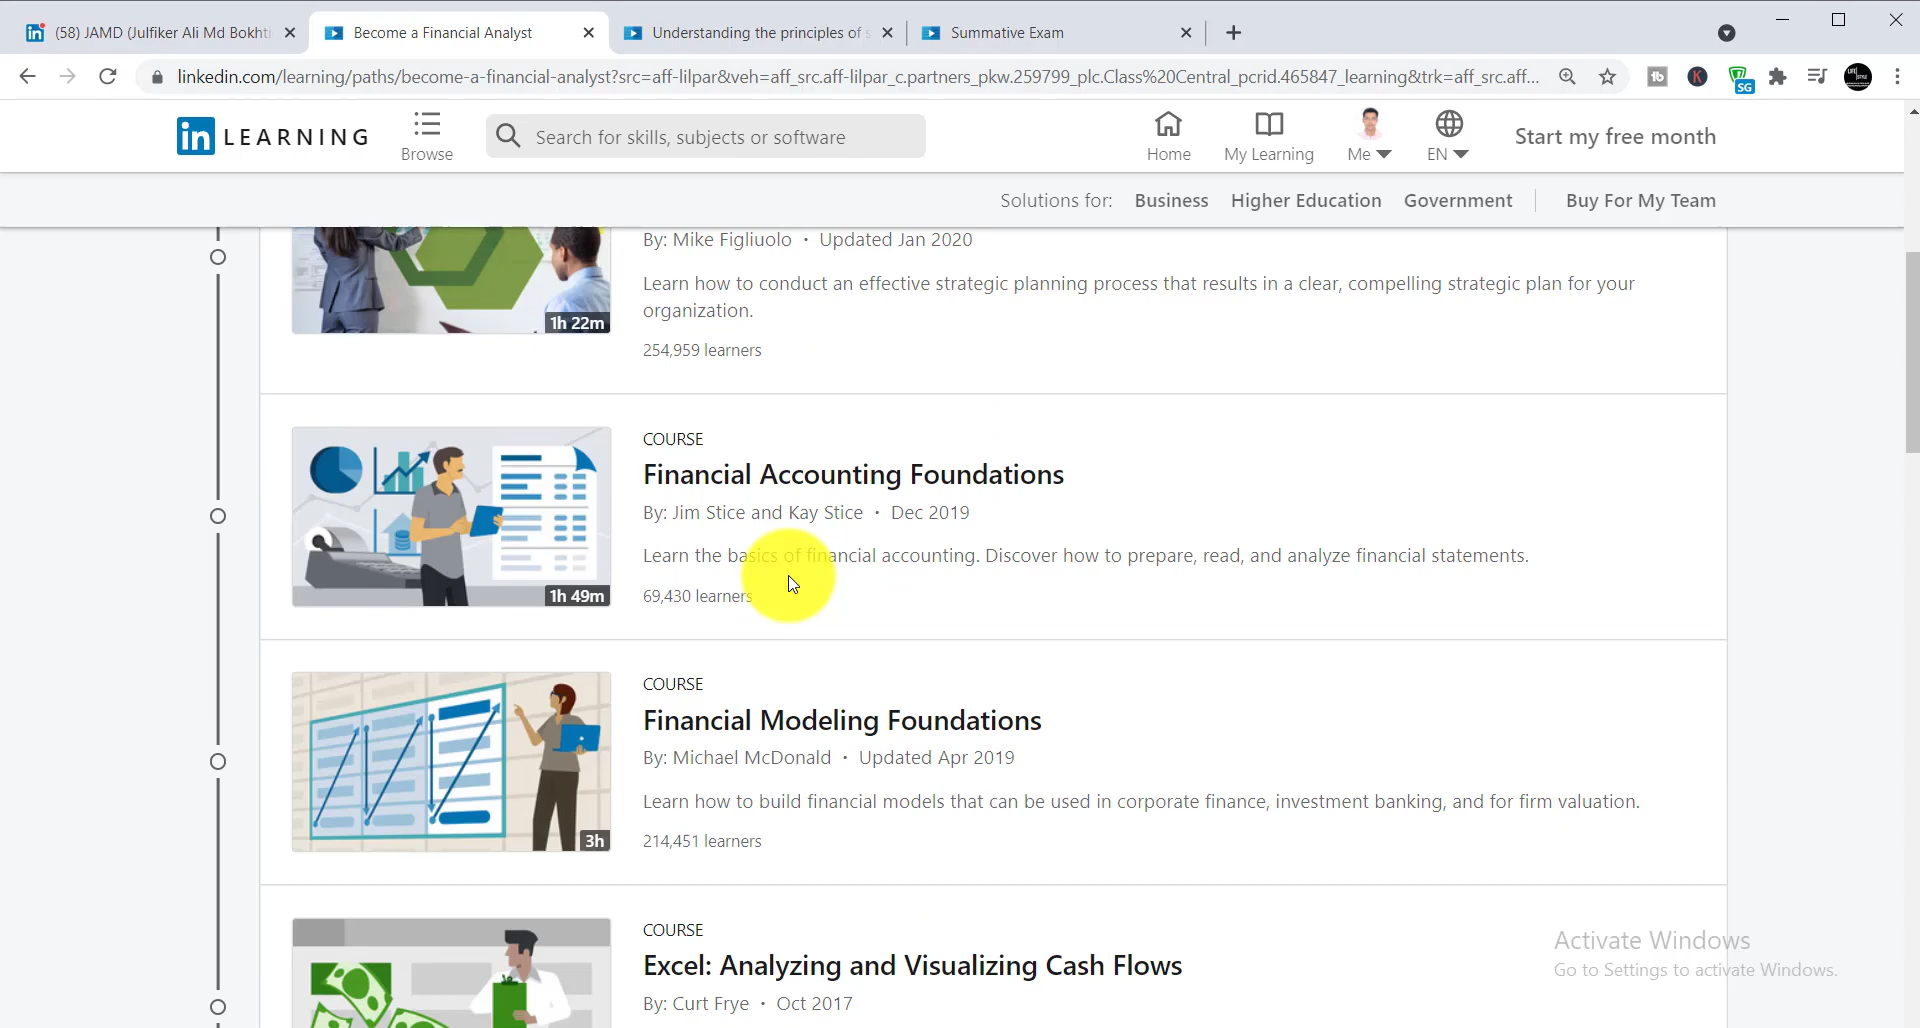 (58) JAMD (Julfiker Ali Md Bokhti
Become a Financial Analyst
Understanding the principles of s
Summative Exam
linkedin.com/learning/paths/become-a-financial-analyst?src=aff-lilpar&veh=aff_src.aff-lilpar_c.partners_pkw.259799_plc.Class%20Central_pcrid.465847_learning&trk=aff_src.aff...
tb
K
SG
in LEARNING
Browse
Search for skills, subjects or software
Home
My Learning
Me
EN
Start my free month
Solutions for: Business Higher Education Government Buy For My Team
By: Mike Figliuolo • Updated Jan 2020
Learn how to conduct an effective strategic planning process that results in a clear, compelling strategic plan for your
organization.
1h 22m
254,959 learners
COURSE
Financial Accounting Foundations
By: Jim Stice and Kay Stice • Dec 2019
Learn the basics of financial accounting. Discover how to prepare, read, and analyze financial statements.
1h 49m
69,430 learners
COURSE
Financial Modeling Foundations
By: Michael McDonald • Updated Apr 2019
Learn how to build financial models that can be used in corporate finance, investment banking, and for firm valuation.
3h
214,451 learners
COURSE
Excel: Analyzing and Visualizing Cash Flows
By: Curt Frye • Oct 2017
Activate Windows
Go to Settings to activate Windows.